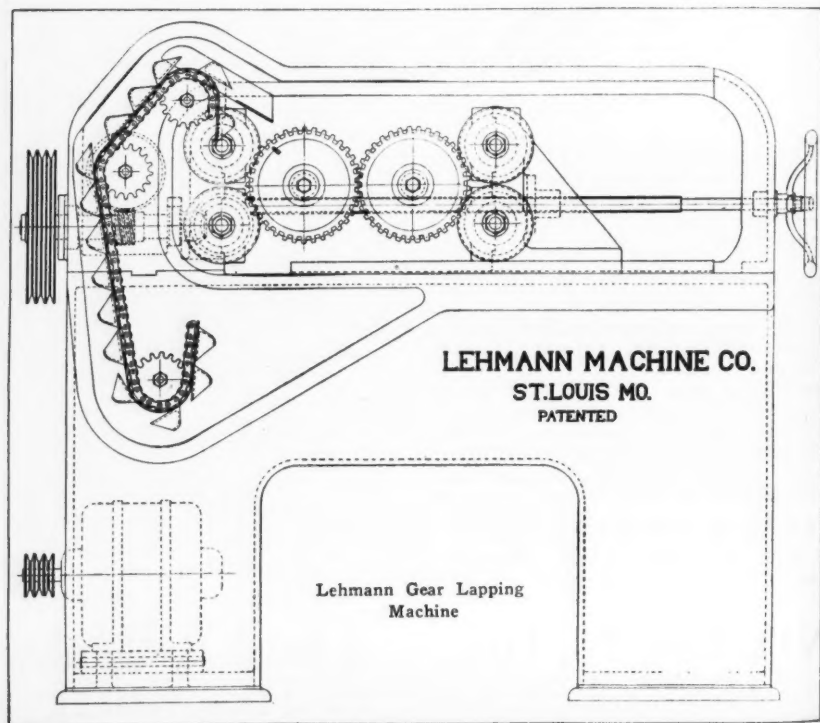 LEHMANN MACHINE CO.
ST.LOUIS MO.
PATENTED
Lehmann Gear Lapping
Machine